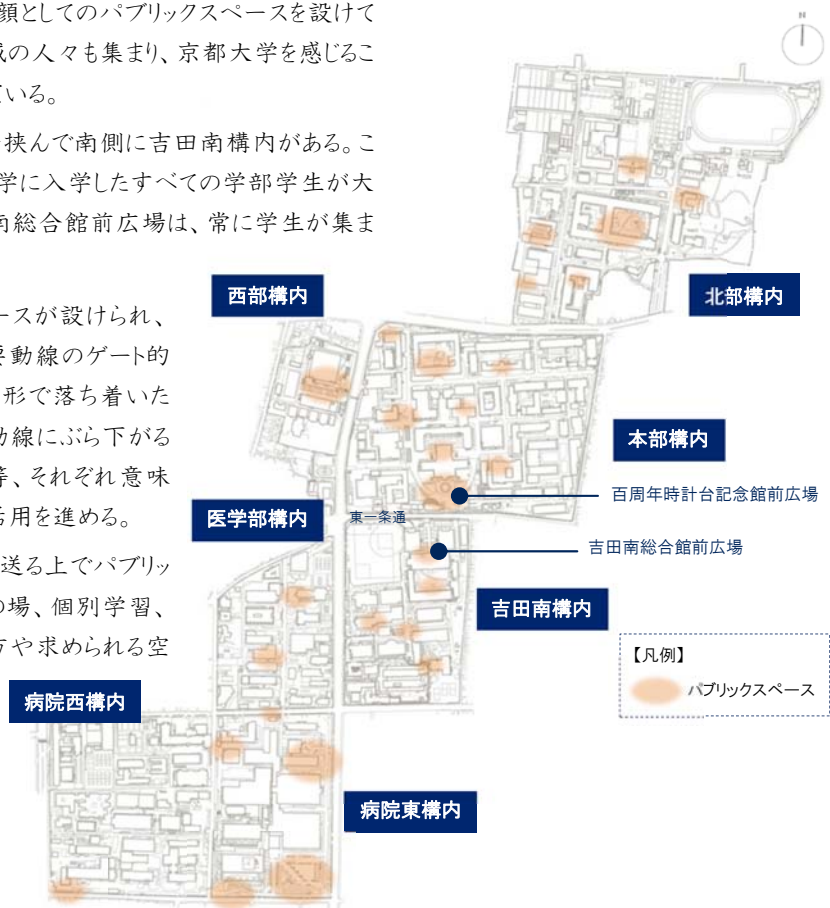 顔としてのパブリックスペースを設けて
域の人々も集まり、京都大学を感じるこ
ている。
挟んで南側に吉田南構内がある。こ
学に入学したすべての学部学生が大
南総合館前広場は、常に学生が集ま
ースが設けられ、
要動線のゲート的
形で落ち着いた
動線にぶら下がる
等、それぞれ意味
活用を進める。
送る上でパブリッ
の場、個別学習、
方や求められる空
N
西部構内
北部構内
本部構内
百周年時計台記念館前広場
医学部構内
東一条通
吉田南総合館前広場
吉田南構内
【凡例】
パブリックスペース
病院西構内
病院東構内